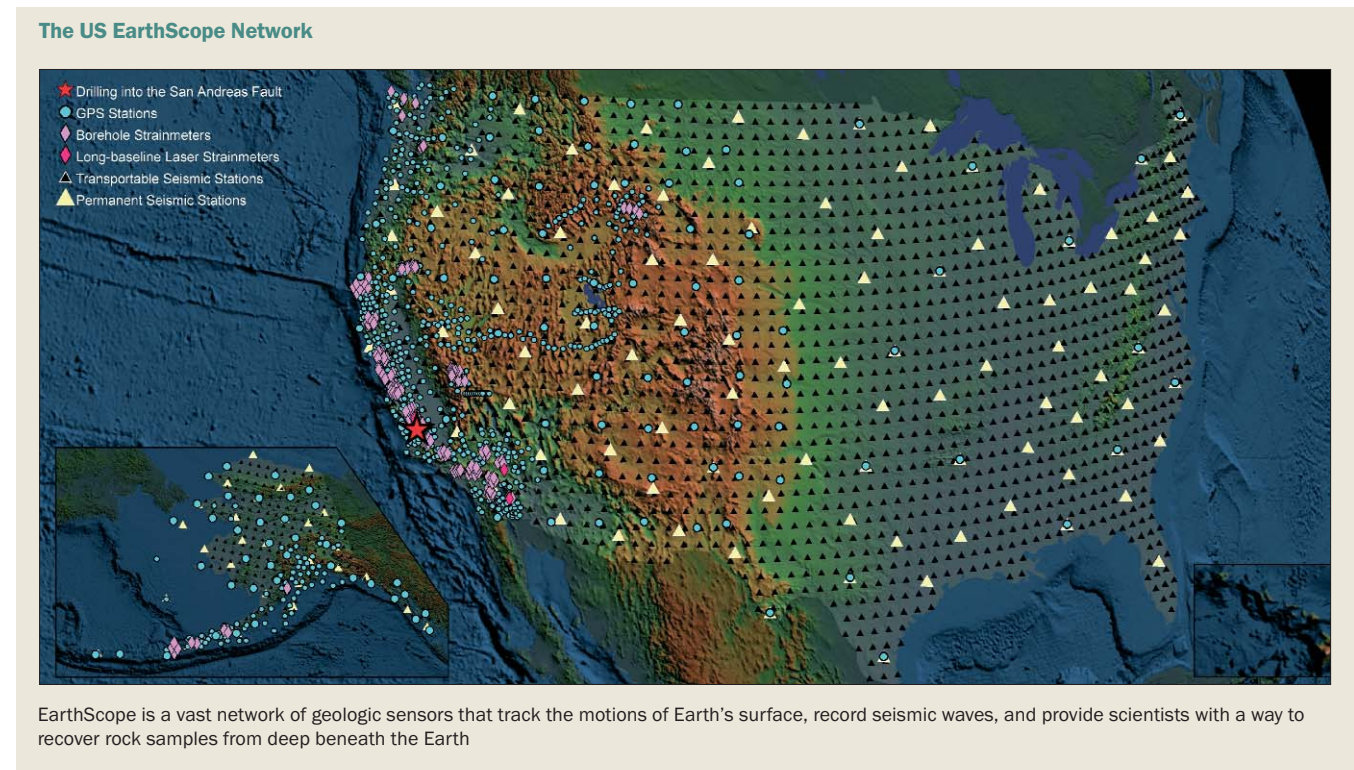 The US EarthScope Network
Drilling into the San Andreas Fault
GPS Stations
Borehole Strainmeters
Long-baseline Laser Strainmeters
Transportable Seismic Stations
Permanent Seismic Stations
EarthScope is a vast network of geologic sensors that track the motions of Earth’s surface, record seismic waves, and provide scientists with a way to
recover rock samples from deep beneath the Earth